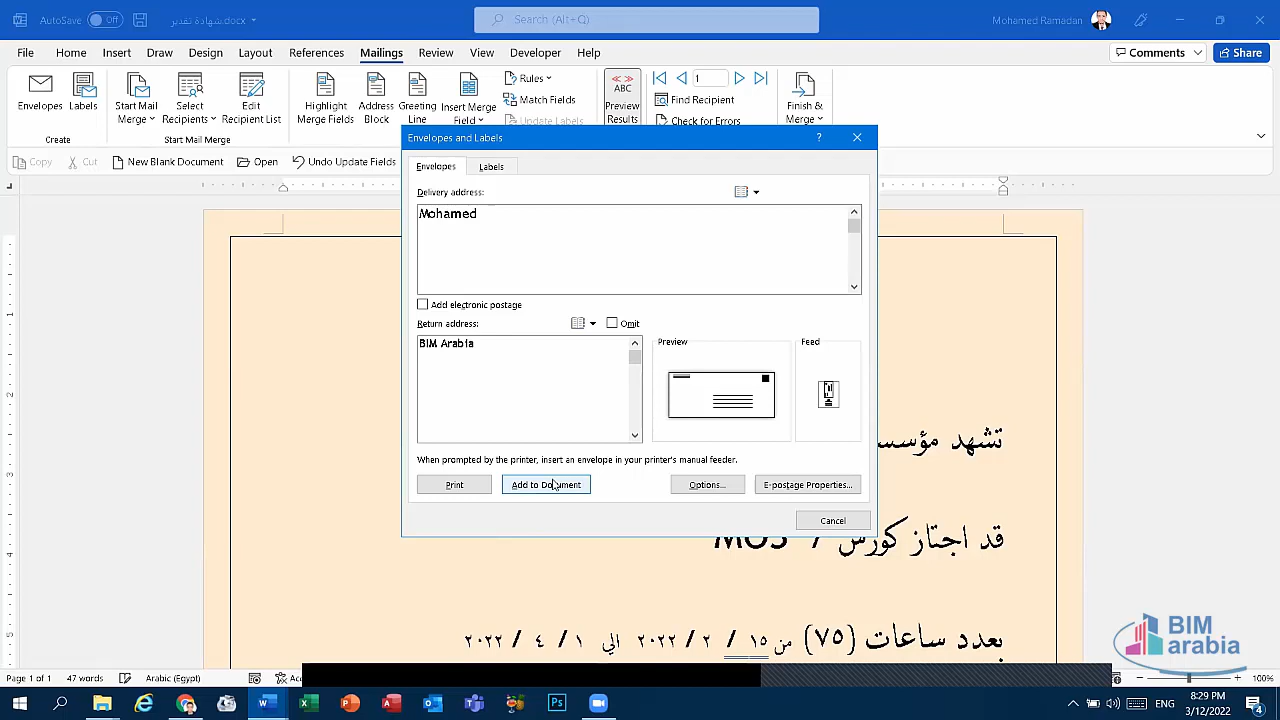 AutoSave Off شهادة تقدير.docx Search (Alt+Q) Mohamed Ramadan
File Home Insert Draw Design Layout References Mailings Review View Developer Help Comments Share
Envelopes Labels Start Mail Merge Select Recipients Edit Recipient List Highlight Merge Fields Address Block Greeting Line Insert Merge Field Rules Match Fields Update Labels ABC Preview Results 1 Find Recipient Check for Errors Finish & Merge
Create Start Mail Merge
Copy Cut New Blank Document Open Undo Update Fields
Envelopes and Labels ?
Envelopes Labels
Delivery address:
Mohamed
Add electronic postage
Return address: Omit
BIM Arabia
Preview Feed
When prompted by the printer, insert an envelope in your printer's manual feeder.
Print Add to Document Options... E-postage Properties...
Cancel
تشهد مؤسسـ
قد اجتاز كورس
بعدد ساعات (٧٥) من ١٥ / ٢ / ٢٠٢٢ الي ١ / ٤ / ٢٠٢٢
BIM
arabia
Page 1 of 1 47 words Arabic (Egypt) 100%
ENG 8:29 PM
3/12/2022 4